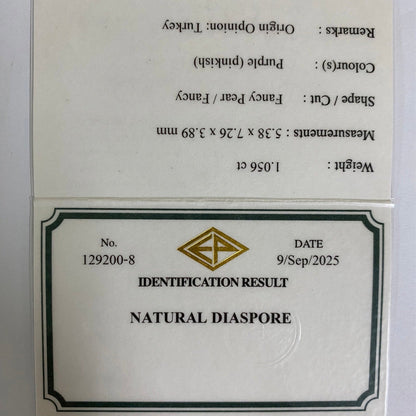 Weight : 1.056 ct
Measurements : 5.38 x 7.26 x 3.89 mm
Shape / Cut : Fancy Pear / Fancy
Colour(s) : Purple (pinkish)
Remarks : Origin Opinion: Turkey
No.
129200-8
EP
DATE
9/Sep/2025
IDENTIFICATION RESULT
NATURAL DIASPORE